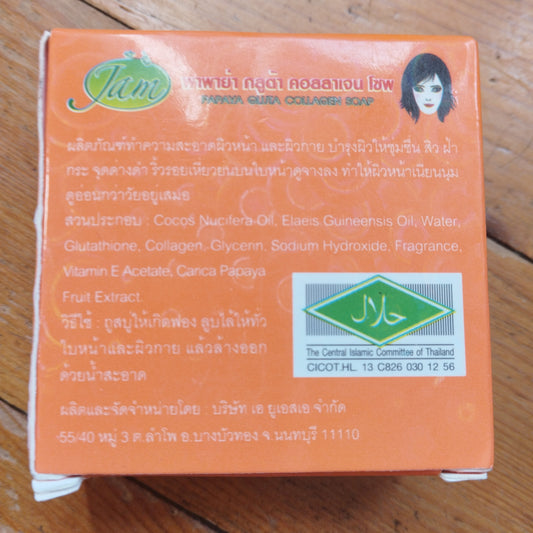 Jam
พาพาย่า กลูต้า คอลลาเจน โซพ
PAPAYA GLUTA COLLAGEN SOAP
ผลิตภัณฑ์ทำความสะอาดผิวหน้า และผิวกาย บำรุงผิวให้ชุ่มชื่น สิว ฝ้า
กระ จุดด่างดำ ริ้วรอยเหี่ยวย่นบนใบหน้าดูจางลง ทำให้ผิวหน้าเนียนนุ่ม
ดูอ่อนกว่าวัยอยู่เสมอ
ส่วนประกอบ : Cocos Nucifera Oil, Elaeis Guineensis Oil, Water,
Glutathione, Collagen, Glycerin, Sodium Hydroxide, Fragrance,
Vitamin E Acetate, Carica Papaya
Fruit Extract
วิธีใช้ : ถูสบู่ให้เกิดฟอง ลูบไล้ให้ทั่ว
ใบหน้าและผิวกาย แล้วล้างออก
ด้วยน้ำสะอาด
حلال
The Central Islamic Committee of Thailand
CICOT.HL. 13 C826 030 12 56
ผลิตและจัดจำหน่ายโดย : บริษัท เอ ยูเอสเอ จำกัด
55/40 หมู่ 3 ต.ลำโพ อ.บางบัวทอง จ.นนทบุรี 11110